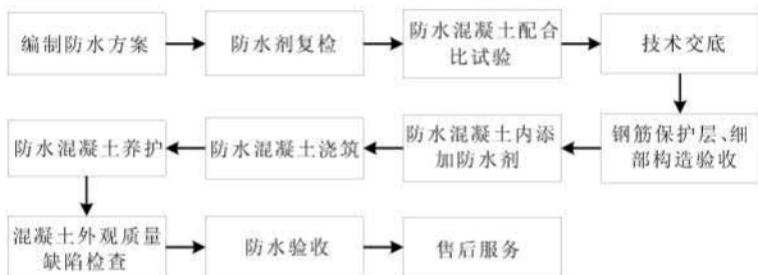 编制防水方案
防水剂复检
防水混凝土配合
比试验
技术交底
钢筋保护层、细
部构造验收
防水混凝土内添
加防水剂
防水混凝土浇筑
防水混凝土养护
混凝土外观质量
缺陷检查
防水验收
售后服务